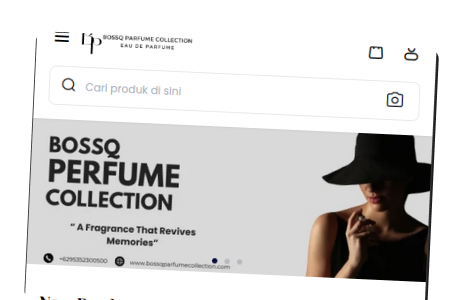 BOSSQ PARFUME COLLECTION
EAU DE PARFUME
Cari produk di sini
BOSSQ
PERFUME
COLLECTION
“ A Fragrance That Revives
Memories”
+6295352300500 www.bossqparfumecollection.com